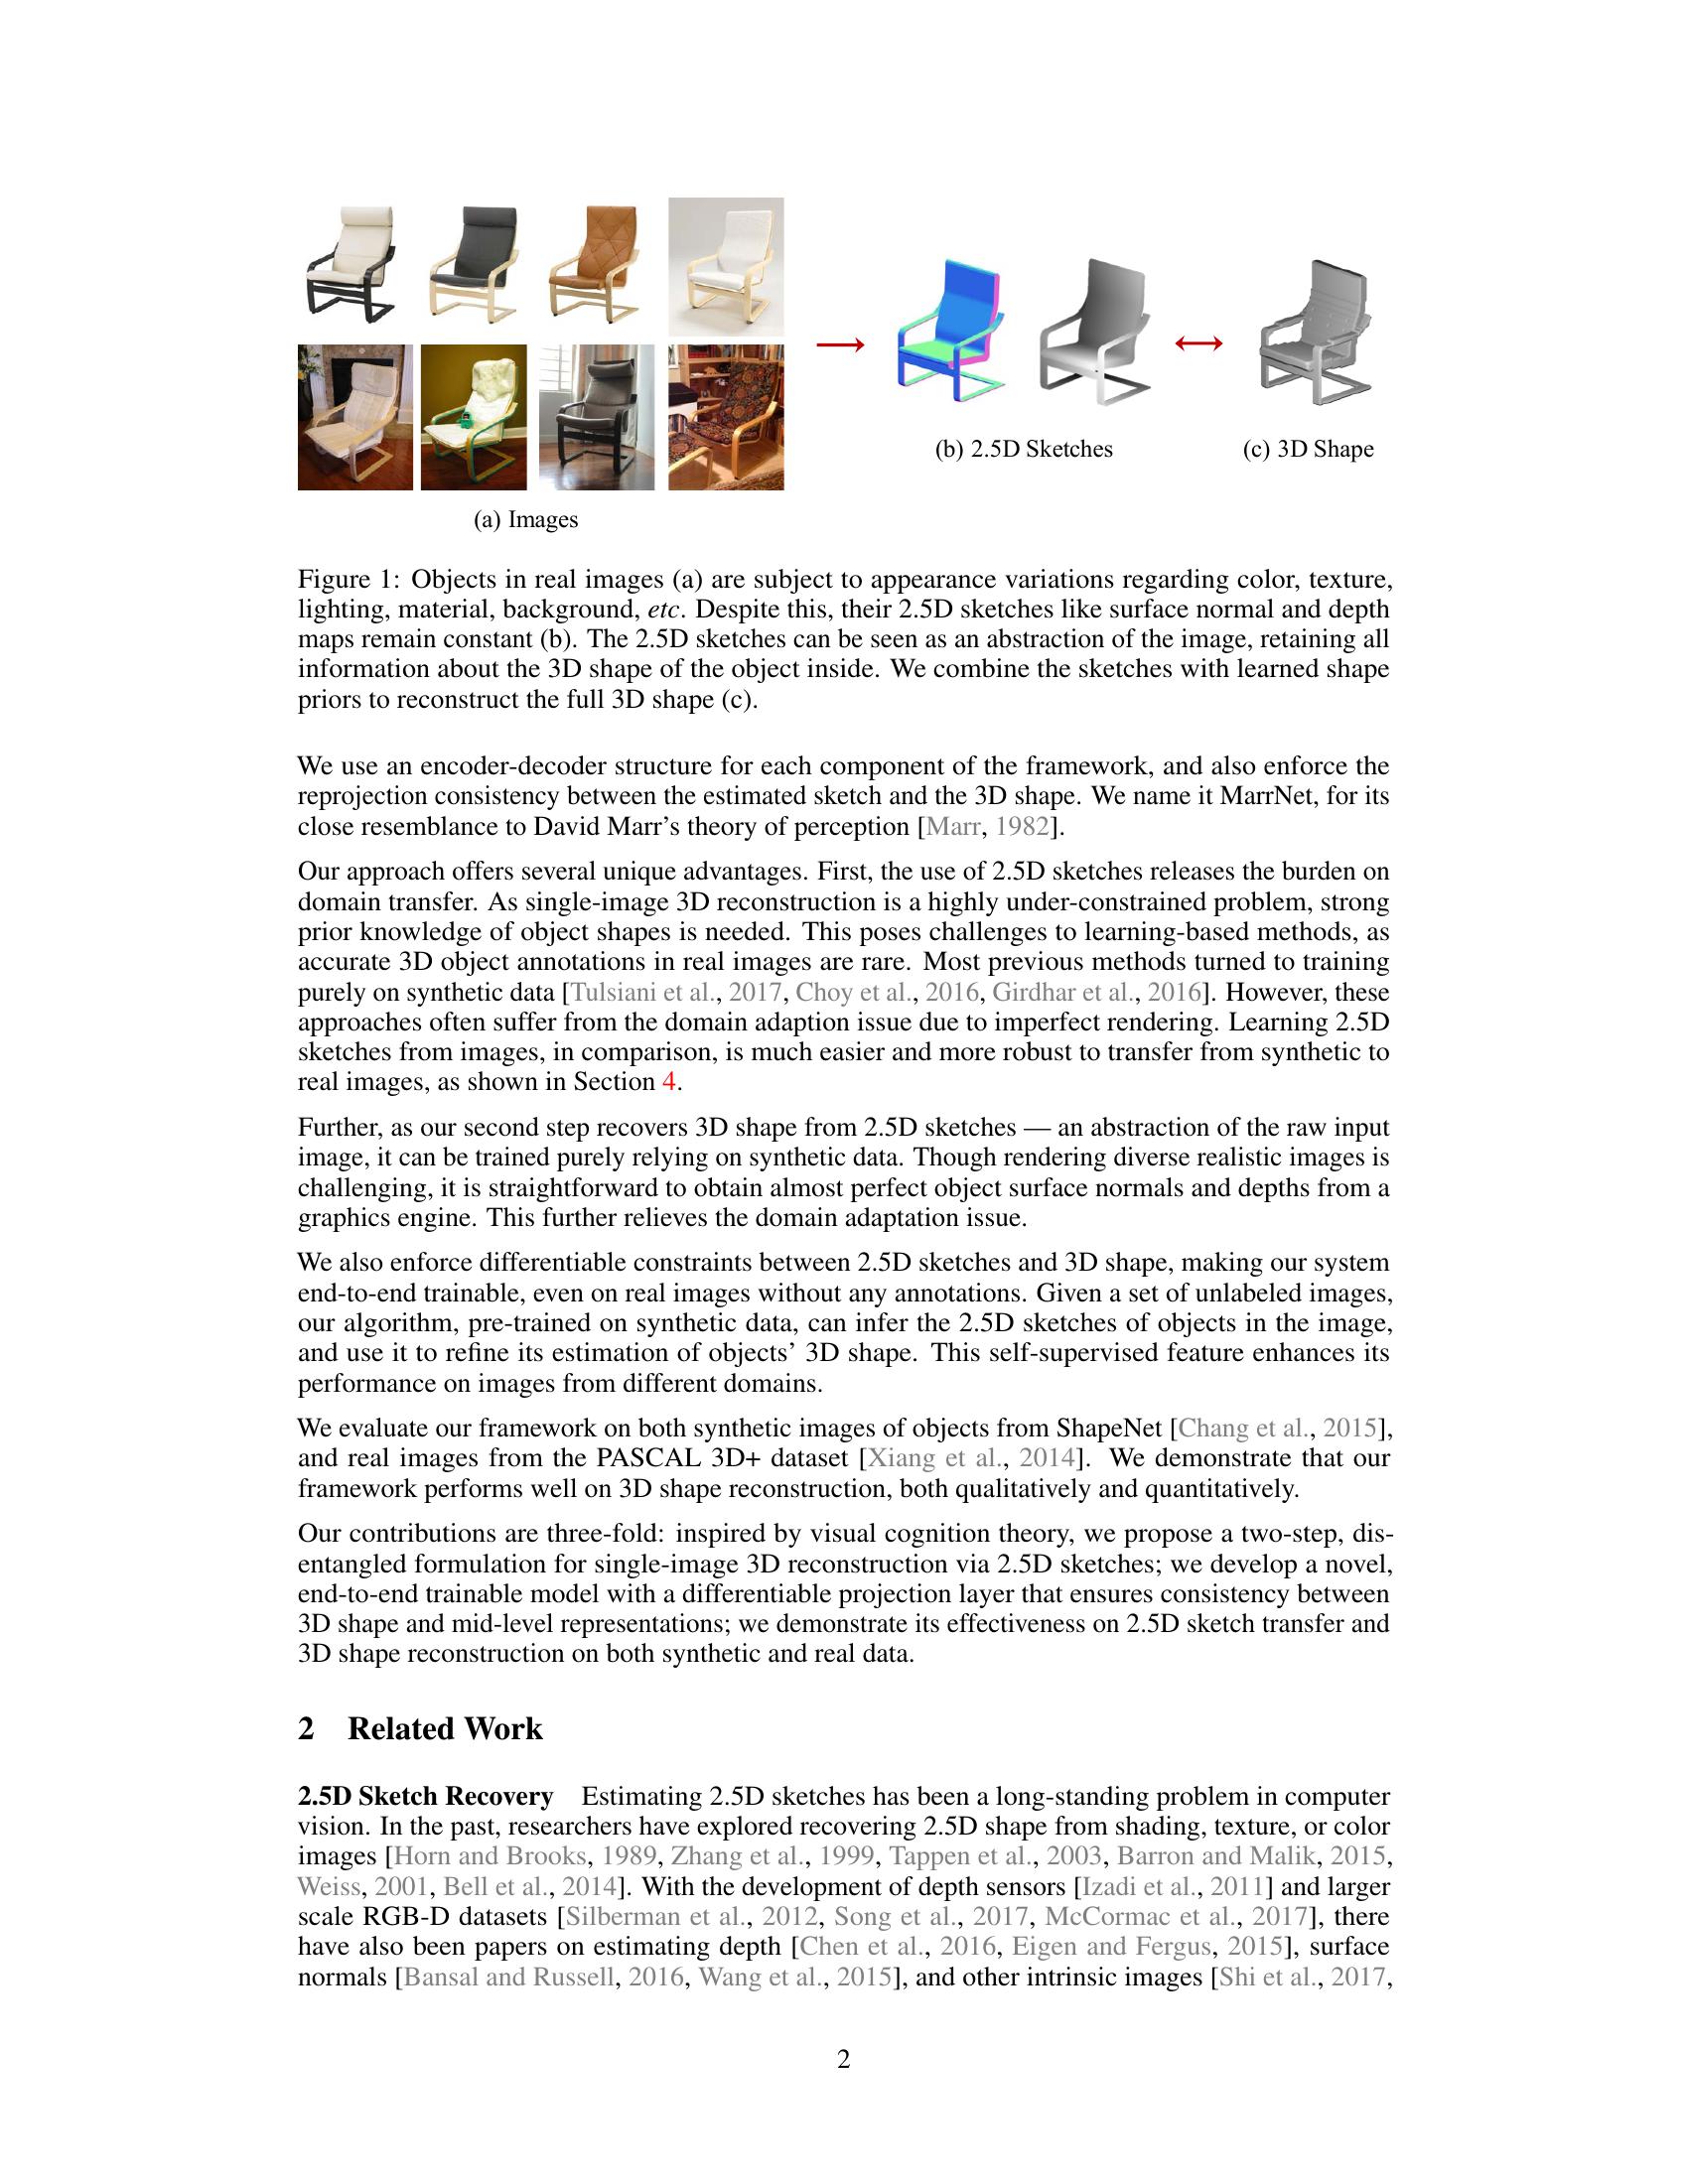 (b) 2.5D Sketches
(c) 3D Shape
(a) Images
Figure 1: Objects in real images (a) are subject to appearance variations regarding color, texture,
lighting, material, background, etc. Despite this, their 2.5D sketches like surface normal and depth
maps remain constant (b). The 2.5D sketches can be seen as an abstraction of the image, retaining all
information about the 3D shape of the object inside. We combine the sketches with learned shape
priors to reconstruct the full 3D shape (c).
We use an encoder-decoder structure for each component of the framework, and also enforce the
reprojection consistency between the estimated sketch and the 3D shape. We name it MarrNet, for its
close resemblance to David Marr's theory of perception [Marr, 1982].
Our approach offers several unique advantages. First, the use of 2.5D sketches releases the burden on
domain transfer. As single-image 3D reconstruction is a highly under-constrained problem, strong
prior knowledge of object shapes is needed. This poses challenges to learning-based methods, as
accurate 3D object annotations in real images are rare. Most previous methods turned to training
purely on synthetic data [Tulsiani et al., 2017, Choy et al., 2016, Girdhar et al., 2016]. However, these
approaches often suffer from the domain adaption issue due to imperfect rendering. Learning 2.5D
sketches from images, in comparison, is much easier and more robust to transfer from synthetic to
real images, as shown in Section 4.
Further, as our second step recovers 3D shape from 2.5D sketches — an abstraction of the raw input
image, it can be trained purely relying on synthetic data. Though rendering diverse realistic images is
challenging, it is straightforward to obtain almost perfect object surface normals and depths from a
graphics engine. This further relieves the domain adaptation issue.
We also enforce differentiable constraints between 2.5D sketches and 3D shape, making our system
end-to-end trainable, even on real images without any annotations. Given a set of unlabeled images,
our algorithm, pre-trained on synthetic data, can infer the 2.5D sketches of objects in the image,
and use it to refine its estimation of objects' 3D shape. This self-supervised feature enhances its
performance on images from different domains.
We evaluate our framework on both synthetic images of objects from ShapeNet [Chang et al., 2015],
and real images from the PASCAL 3D+ dataset [Xiang et al., 2014]. We demonstrate that our
framework performs well on 3D shape reconstruction, both qualitatively and quantitatively.
Our contributions are three-fold: inspired by visual cognition theory, we propose a two-step, dis-
entangled formulation for single-image 3D reconstruction via 2.5D sketches; we develop a novel,
end-to-end trainable model with a differentiable projection layer that ensures consistency between
3D shape and mid-level representations; we demonstrate its effectiveness on 2.5D sketch transfer and
3D shape reconstruction on both synthetic and real data.
2 Related Work
2.5D Sketch Recovery Estimating 2.5D sketches has been a long-standing problem in computer
vision. In the past, researchers have explored recovering 2.5D shape from shading, texture, or color
images [Horn and Brooks, 1989, Zhang et al., 1999, Tappen et al., 2003, Barron and Malik, 2015,
Weiss, 2001, Bell et al., 2014]. With the development of depth sensors [Izadi et al., 2011] and larger
scale RGB-D datasets [Silberman et al., 2012, Song et al., 2017, McCormac et al., 2017], there
have also been papers on estimating depth [Chen et al., 2016, Eigen and Fergus, 2015], surface
normals [Bansal and Russell, 2016, Wang et al., 2015], and other intrinsic images [Shi et al., 2017,
2